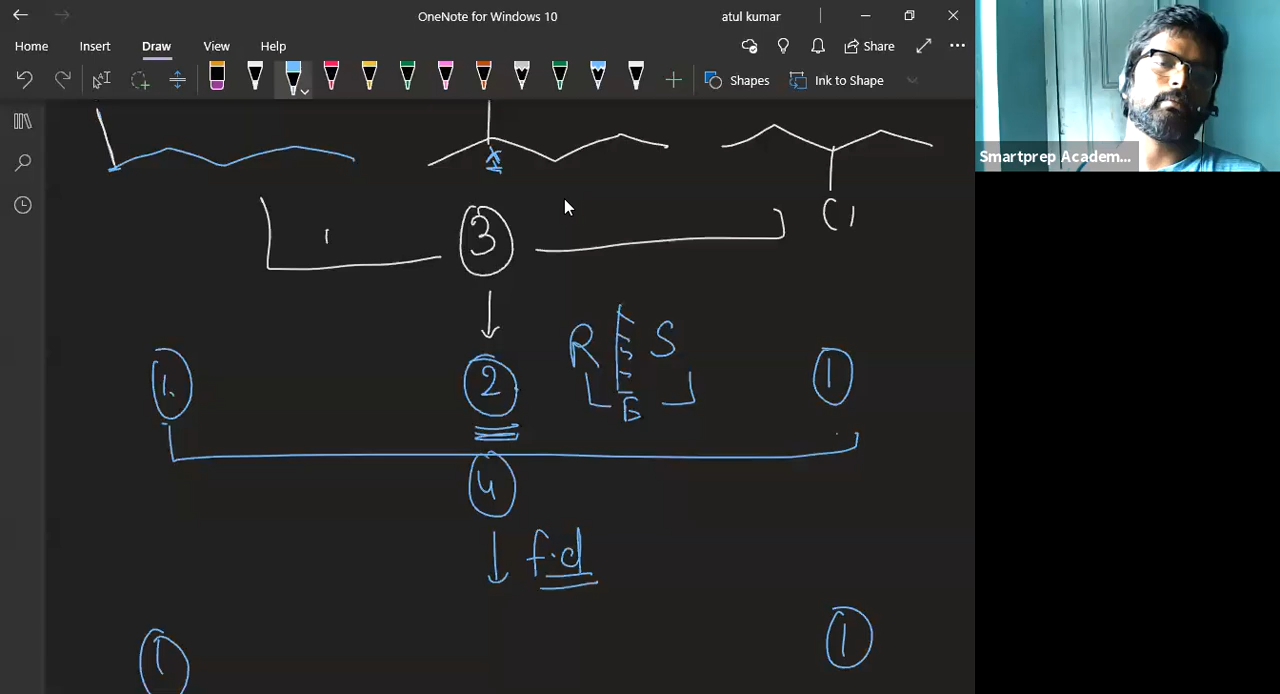 OneNote for Windows 10
atul kumar
Home Insert Draw View Help
Share
Shapes
Ink to Shape
Smartprep Academ...
x
Cl
3
1 2 R S 1
E
4
f.d
1 1